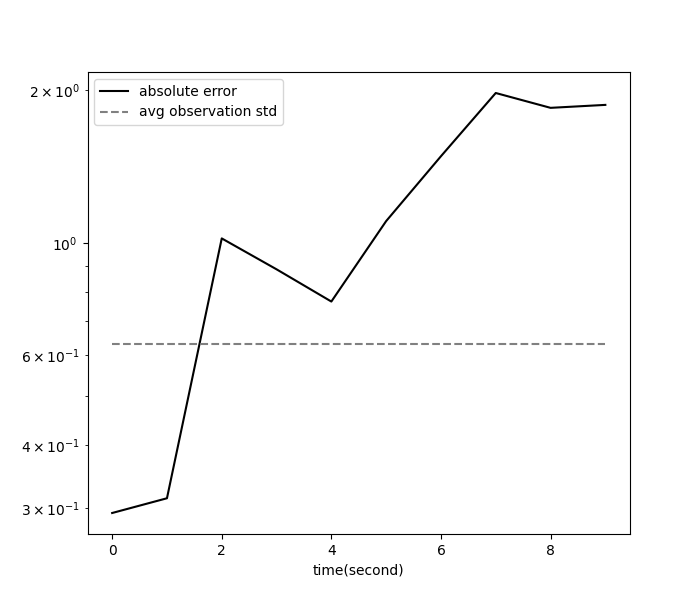 absolute error
avg observation std
2 × 10⁰
10⁰
6 × 10⁻¹
4 × 10⁻¹
3 × 10⁻¹
0 2 4 6 8
time(second)